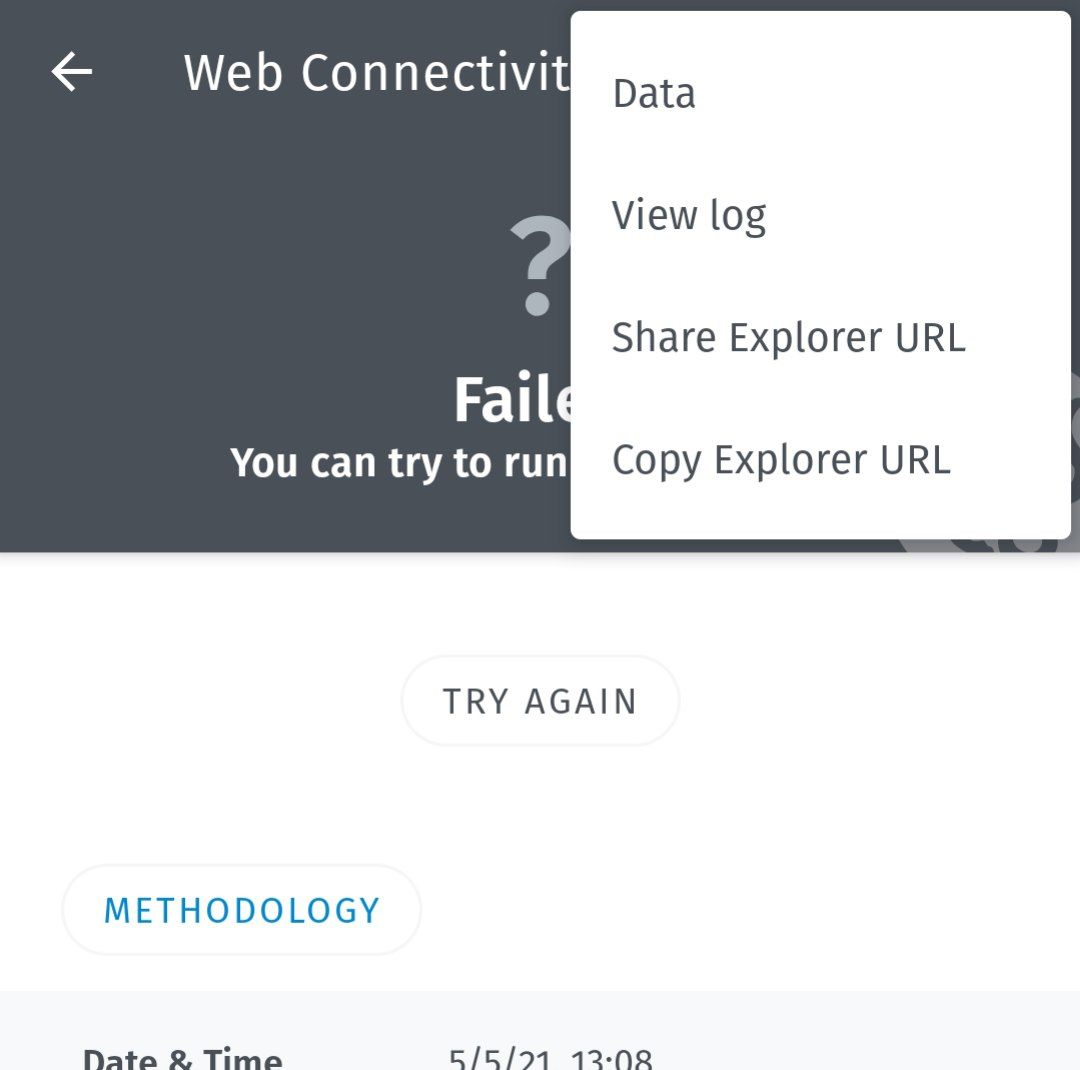 Web Connectivit
Data
View log
Share Explorer URL
Copy Explorer URL
?
Faile
You can try to run
TRY AGAIN
METHODOLOGY
Date & Time 5/5/21, 13:08